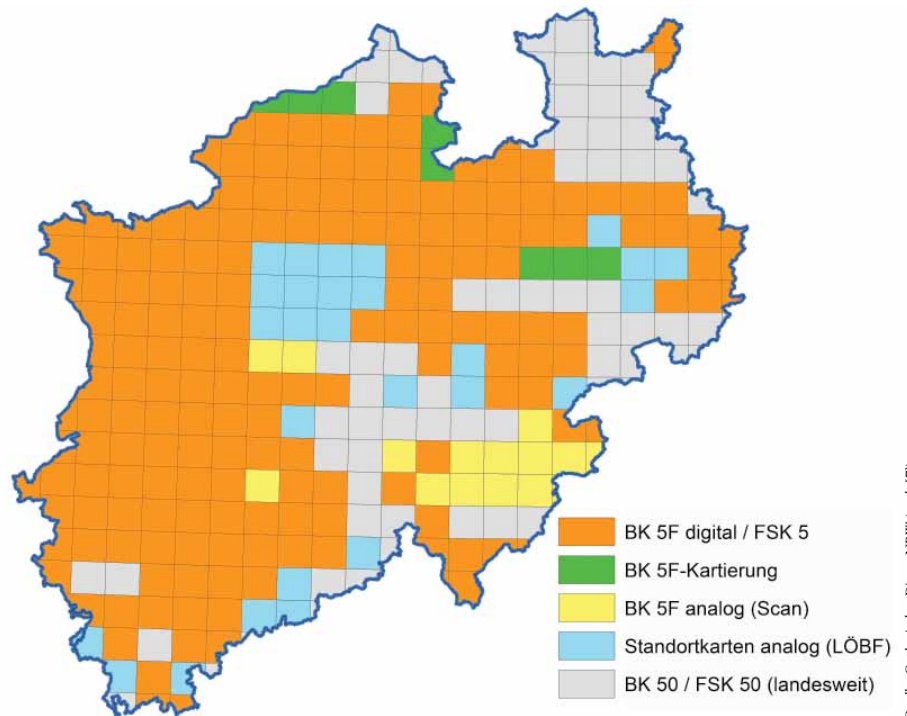 BK 5F digital / FSK 5
BK 5F-Kartierung
BK 5F analog (Scan)
Standortkarten analog (LÖBF)
BK 50 / FSK 50 (landesweit)